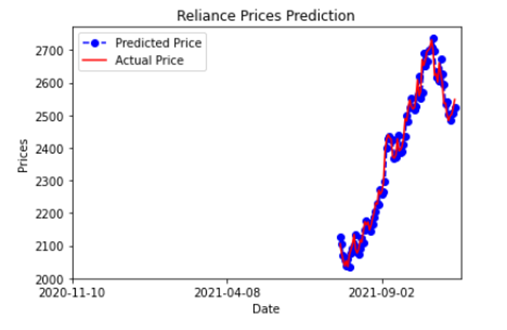 Reliance Prices Prediction
Predicted Price
Actual Price
2700
2600
2500
2400
2300
2200
2100
2000
Prices
2020-11-10
2021-04-08
2021-09-02
Date